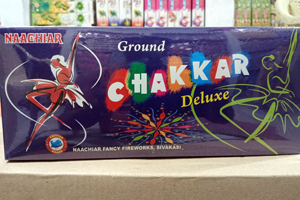 NAACHIAR
Ground
CHAKKAR
Deluxe
NAACHIAR FANCY FIREWORKS, SIVAKASI.